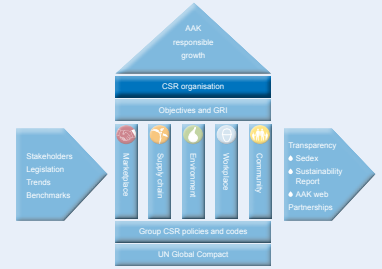 AAK
responsible
growth
CSR organisation
Objectives and GRI
Stakeholders
Legislation
Trends
Benchmarks
Marketplace
Supply chain
Environment
Workplace
Community
Transparency
Sedex
Sustainability
Report
AAK web
Partnerships
Group CSR policies and codes
UN Global Compact